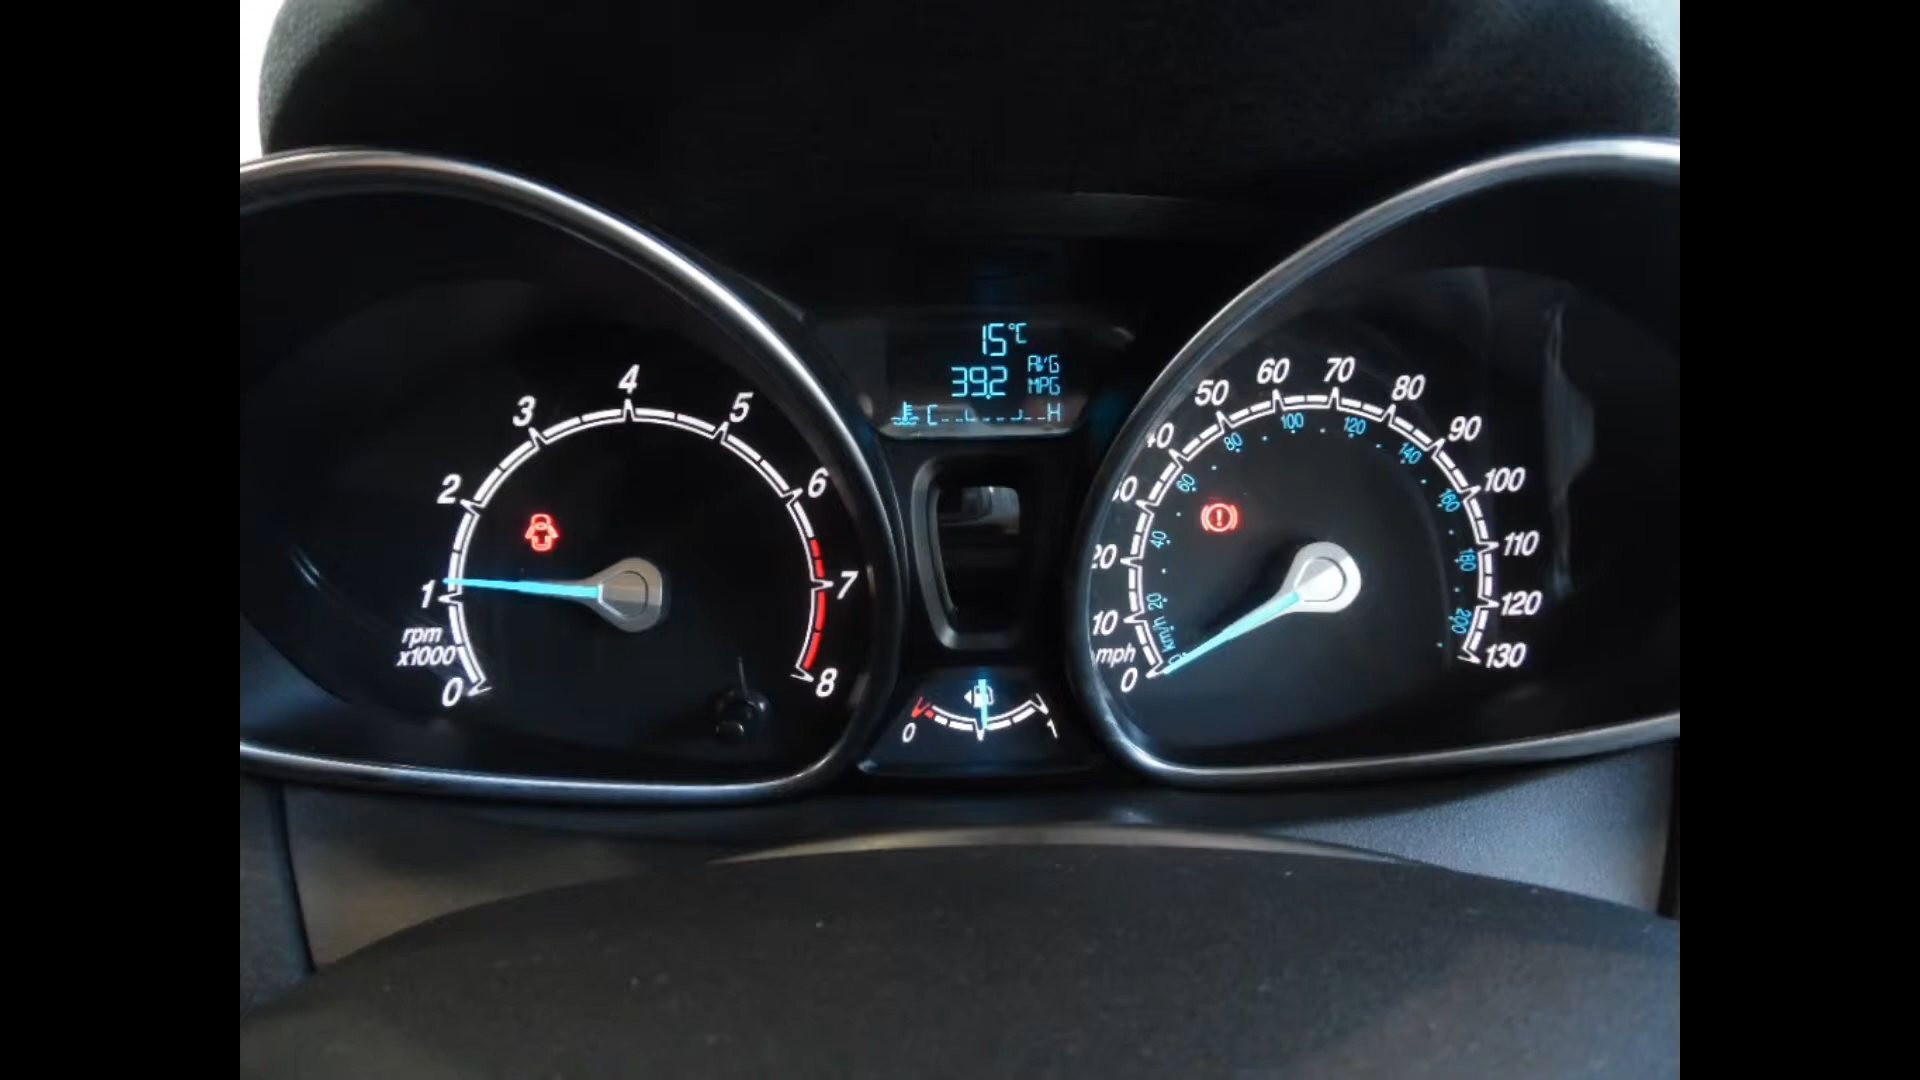 15°C
39.2 AVG MPG
C H
0 1 2 3 4 5 6 7 8
rpm
x1000
0 10 20 50 60 70 80 90 100 110 120 130
mph
20 40 60 80 100 120 140 160 180 200
km/h
0 1